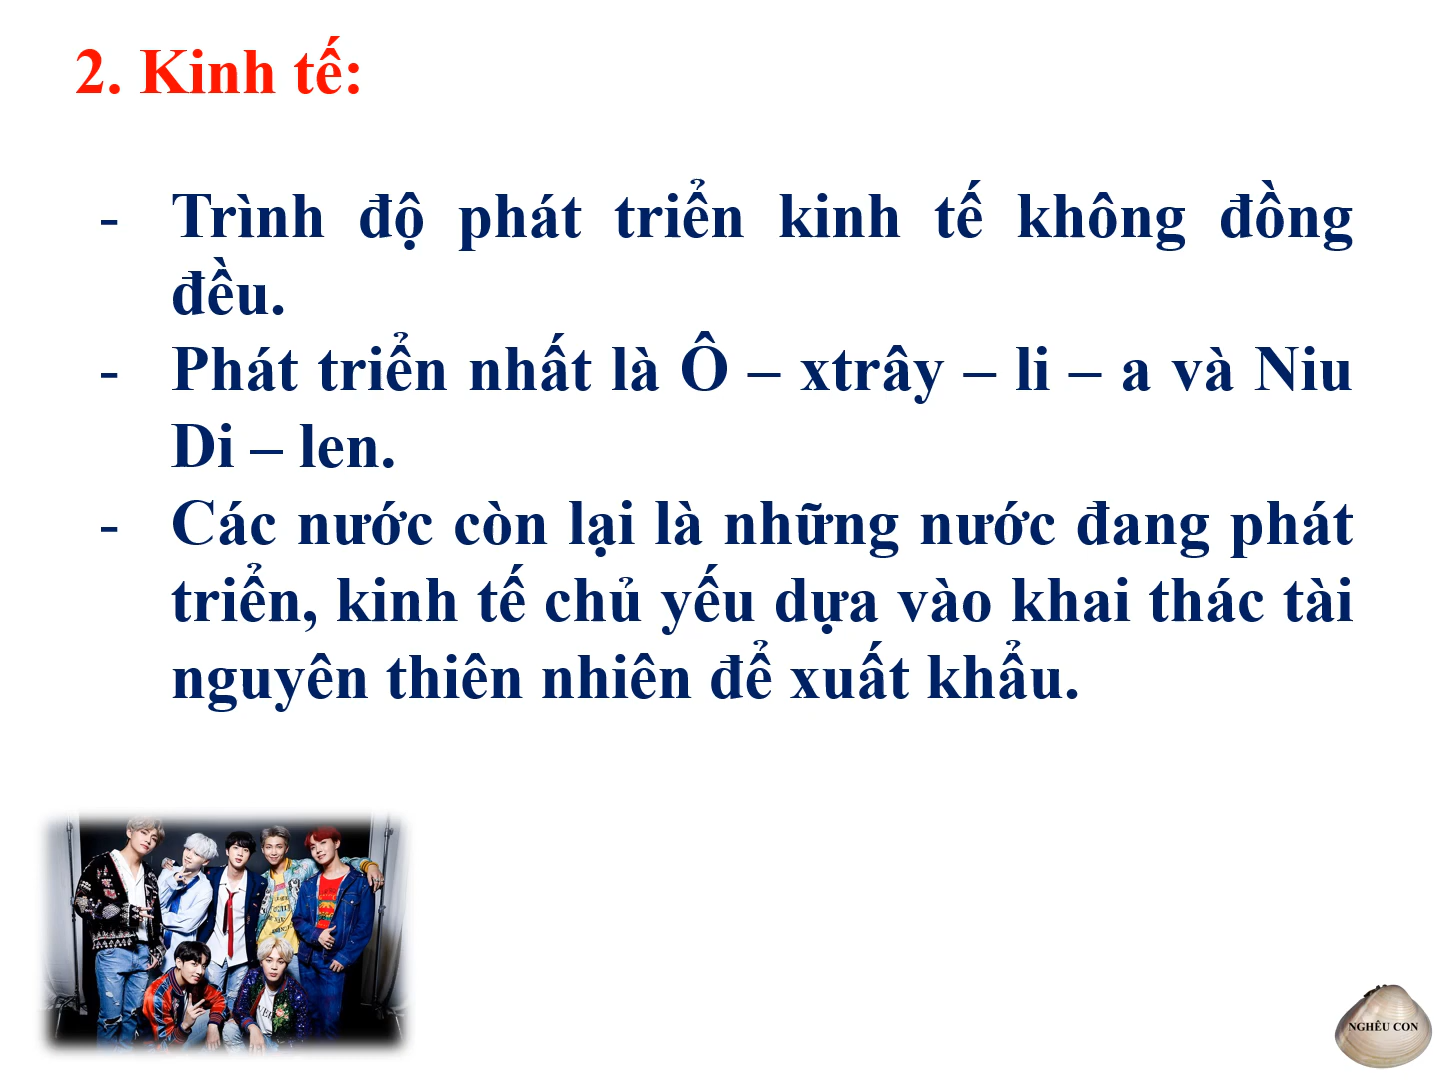 2. Kinh tế:
- Trình độ phát triển kinh tế không đồng
đều.
- Phát triển nhất là Ô – xtrây – li – a và Niu
Di – len.
- Các nước còn lại là những nước đang phát
triển, kinh tế chủ yếu dựa vào khai thác tài
nguyên thiên nhiên để xuất khẩu.
NGHÊU CON